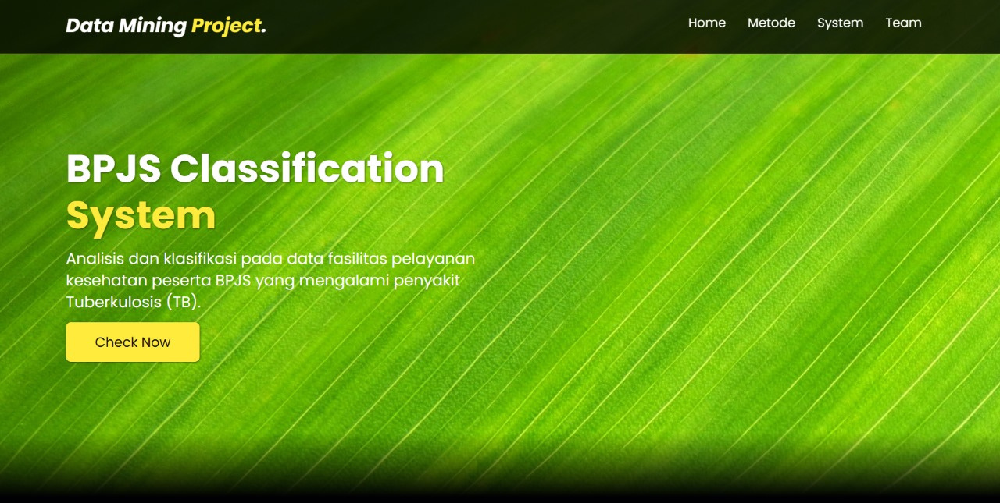 Data Mining Project.
Home Metode System Team
BPJS Classification
System
Analisis dan klasifikasi pada data fasilitas pelayanan
kesehatan peserta BPJS yang mengalami penyakit
Tuberkulosis (TB).
Check Now